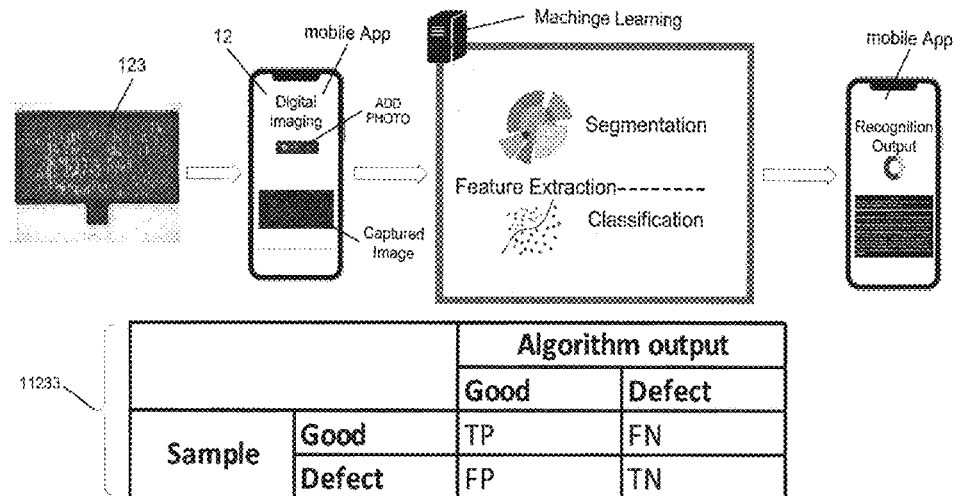 Machinge Learning
12
mobile App
mobile App
123
Digital
imaging
ADD
PHOTO
Segmentation
Recognition
Output
Feature Extraction
Classification
Captured
Image
Algorithm output
11233
Good
Defect
Sample
Good
TP
FN
Defect
FP
TN